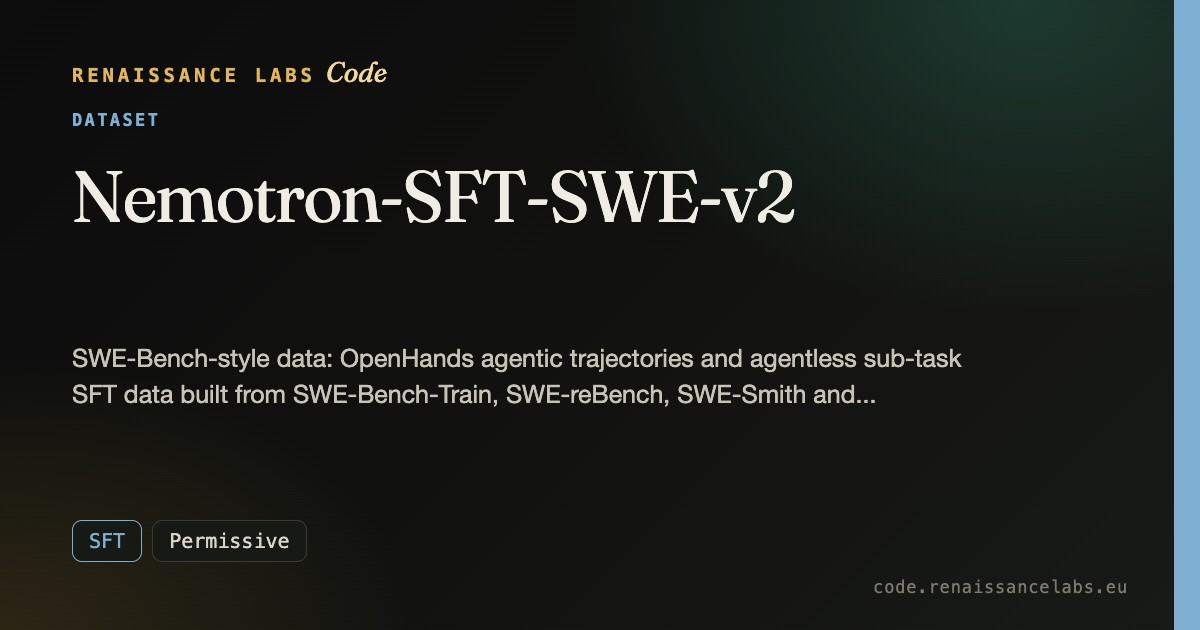 RENAISSANCE LABS Code
DATASET
Nemotron-SFT-SWE-v2
SWE-Bench-style data: OpenHands agentic trajectories and agentless sub-task
SFT data built from SWE-Bench-Train, SWE-reBench, SWE-Smith and...
SFT Permissive
code.renaissancelabs.eu